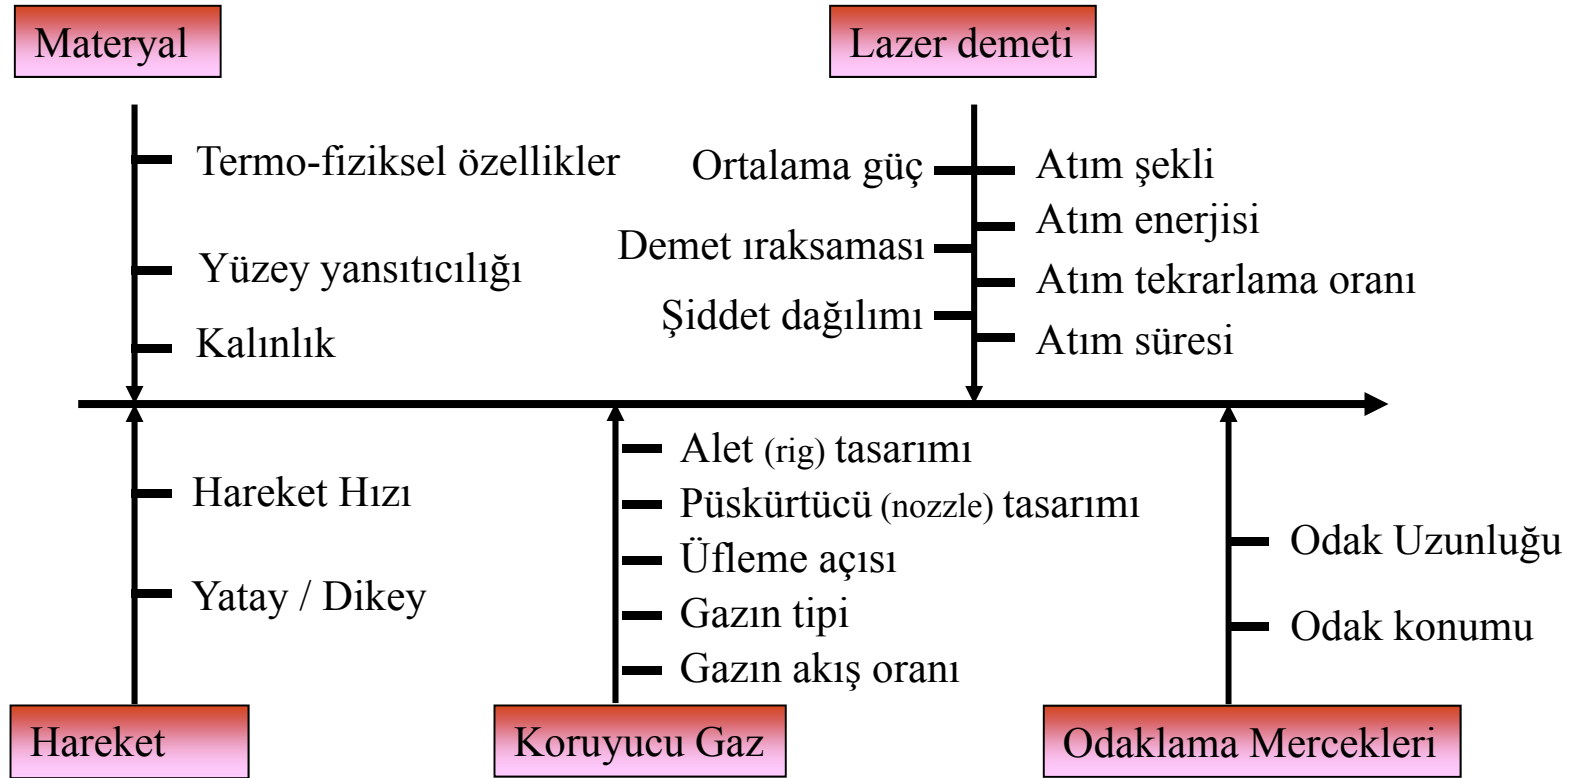 Materyal
Lazer demeti
Termo-fiziksel özellikler
Yüzey yansıtıcılığı
Kalınlık
Ortalama güç
Demet ıraksaması
Şiddet dağılımı
Atım şekli
Atım enerjisi
Atım tekrarlama oranı
Atım süresi
Hareket Hızı
Yatay / Dikey
Alet (rig) tasarımı
Püskürtücü (nozzle) tasarımı
Üfleme açısı
Gazın tipi
Gazın akış oranı
Odak Uzunluğu
Odak konumu
Hareket
Koruyucu Gaz
Odaklama Mercekleri